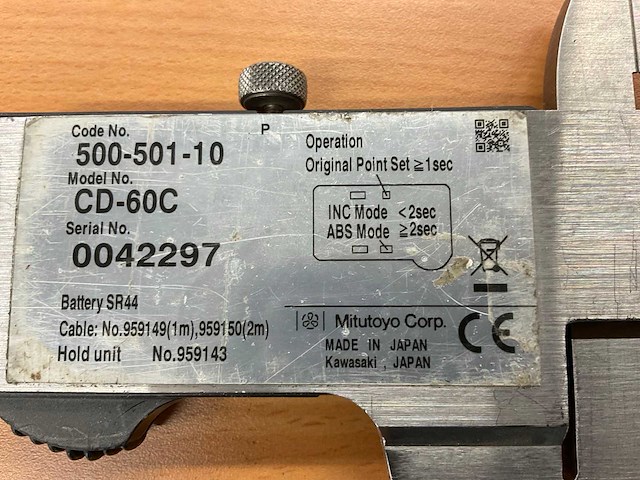 Code No.
500-501-10
Model No.
CD-60C
Serial No.
0042297
Battery SR44
Cable: No.959149(1m),959150(2m)
Hold unit No.959143
P
Operation
Original Point Set ≧1sec
INC Mode <2sec
ABS Mode ≧2sec
Mitutoyo Corp.
MADE IN JAPAN
Kawasaki , JAPAN
CE